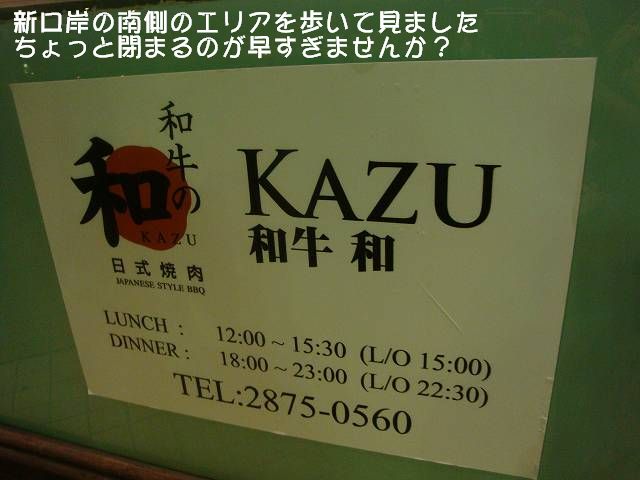 新口岸の南側のエリアを歩いて見ました
ちょっと閉まるのが早すぎませんか？
和牛の
和
KAZU
日式焼肉
JAPANESE STYLE BBQ
KAZU
和牛 和
LUNCH : 12:00 ~ 15:30 (L/O 15:00)
DINNER : 18:00 ~ 23:00 (L/O 22:30)
TEL:2875-0560